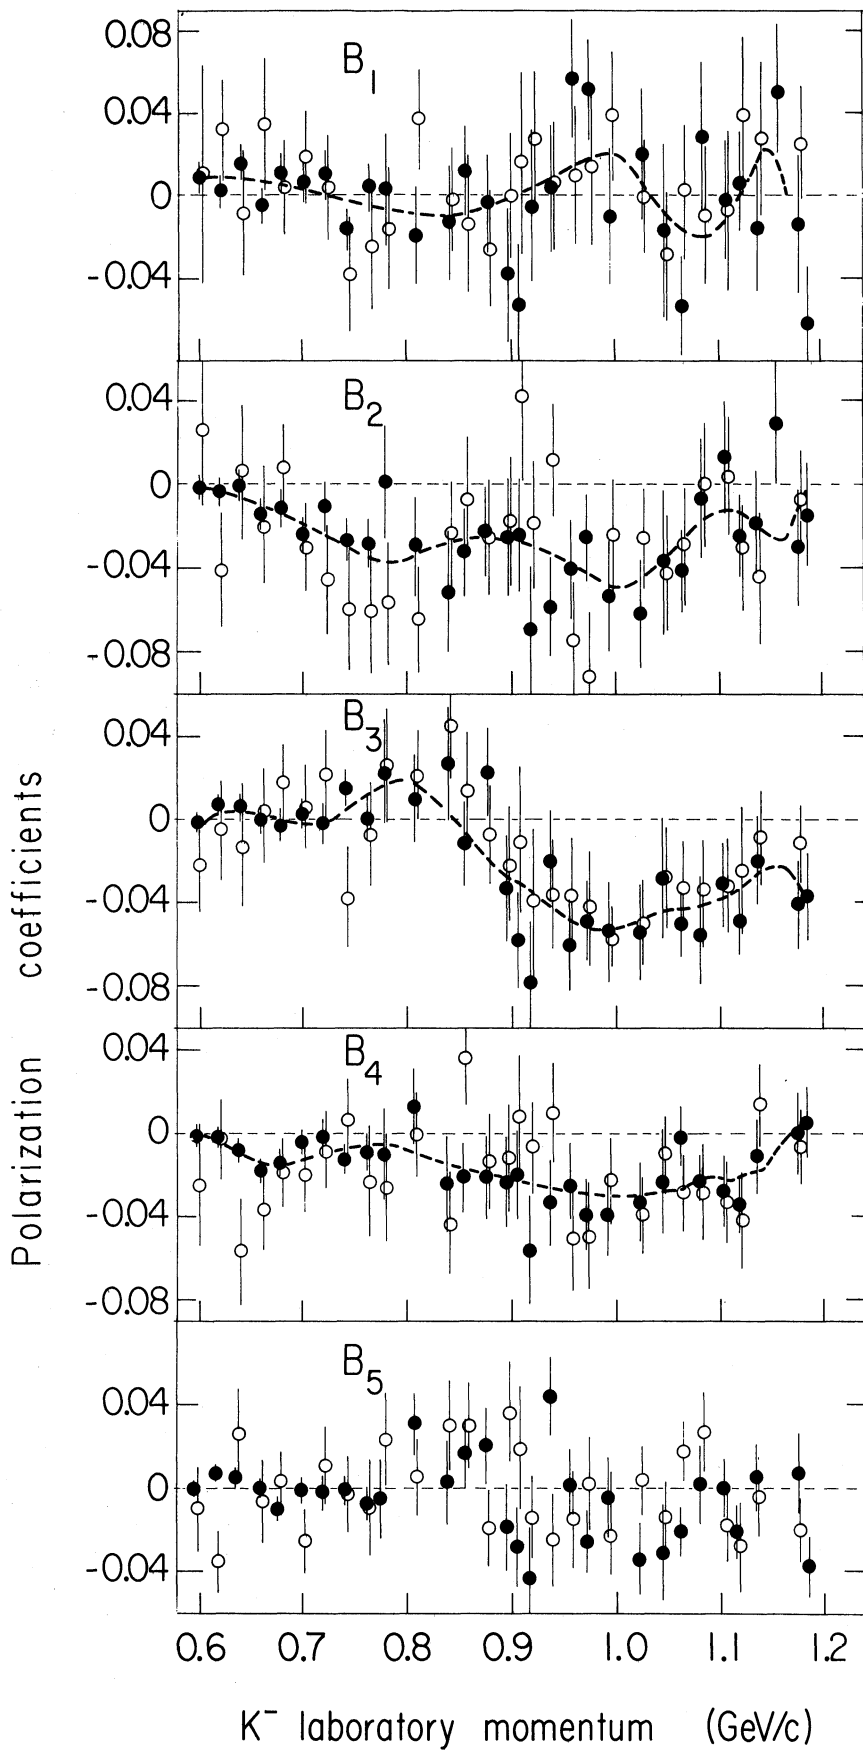 0.08
0.04
0
-0.04
B1
0.04
0
-0.04
-0.08
B2
0.04
0
-0.04
-0.08
B3
0.04
0
-0.04
-0.08
B4
0.04
0
-0.04
B5
Polarization coefficients
0.6 0.7 0.8 0.9 1.0 1.1 1.2
K⁻ laboratory momentum (GeV/c)